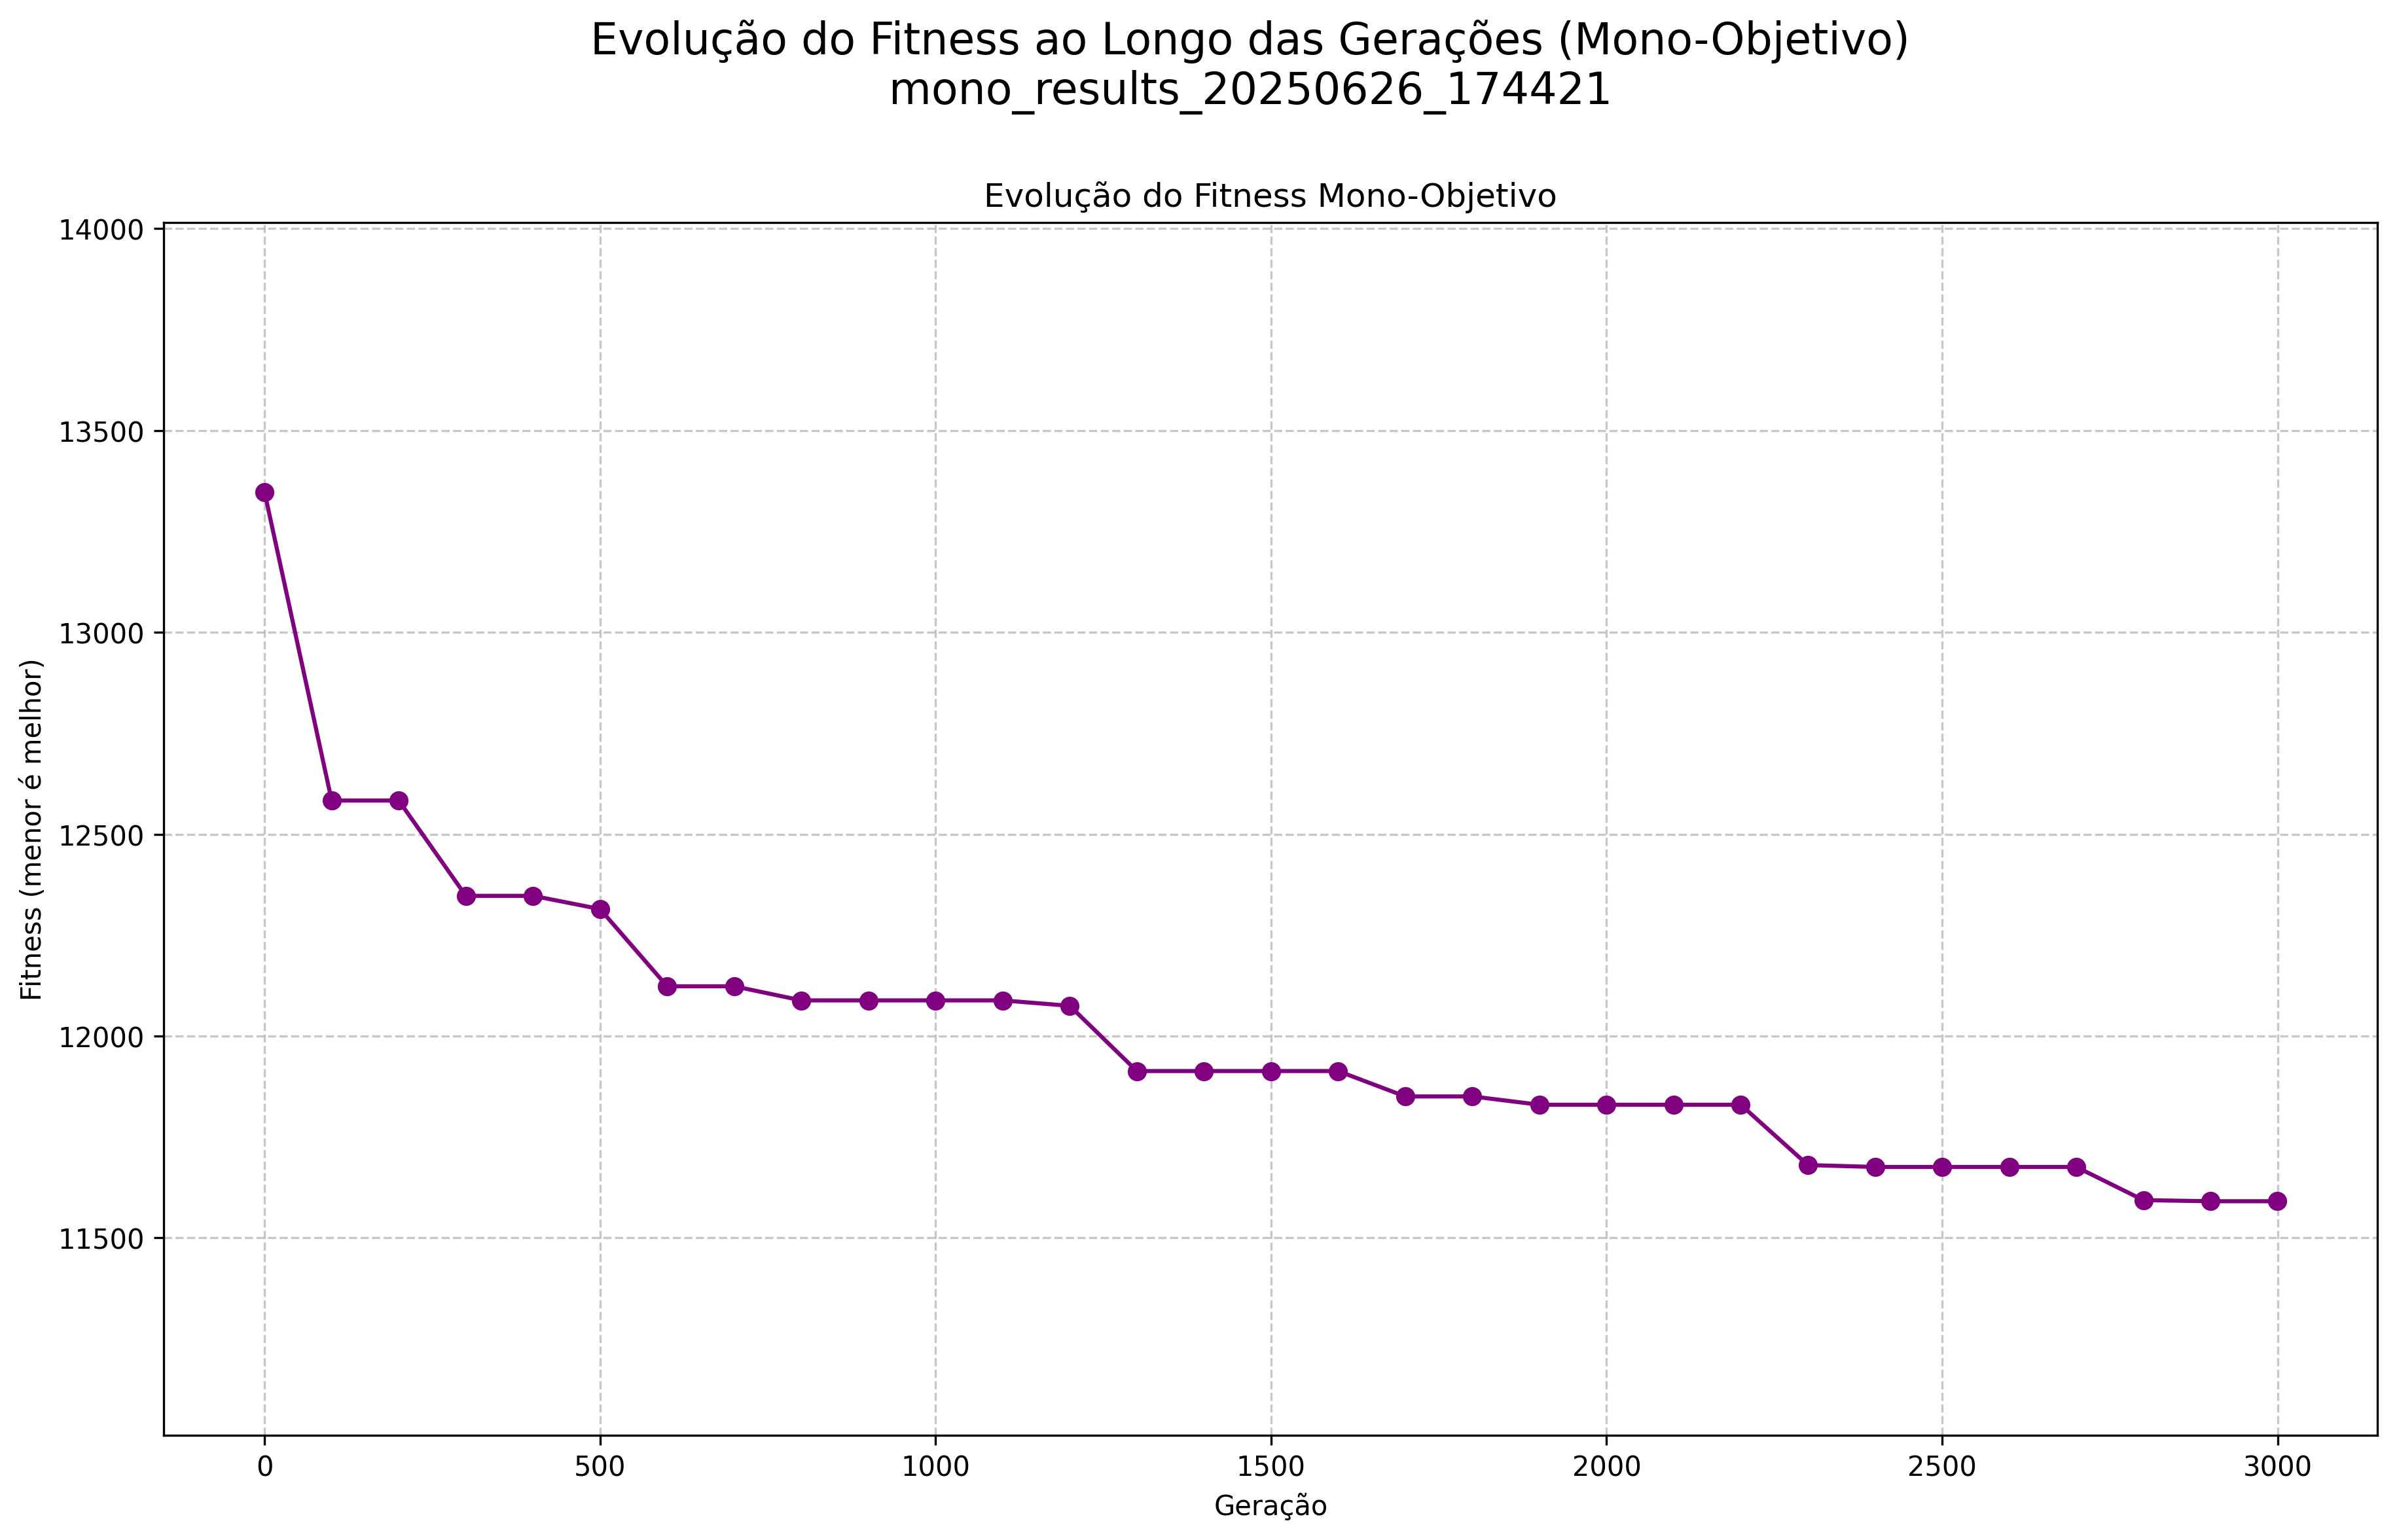 Evolução do Fitness ao Longo das Gerações (Mono-Objetivo)
mono_results_20250626_174421
Evolução do Fitness Mono-Objetivo
14000
13500
13000
12500
12000
11500
Fitness (menor é melhor)
0 500 1000 1500 2000 2500 3000
Geração